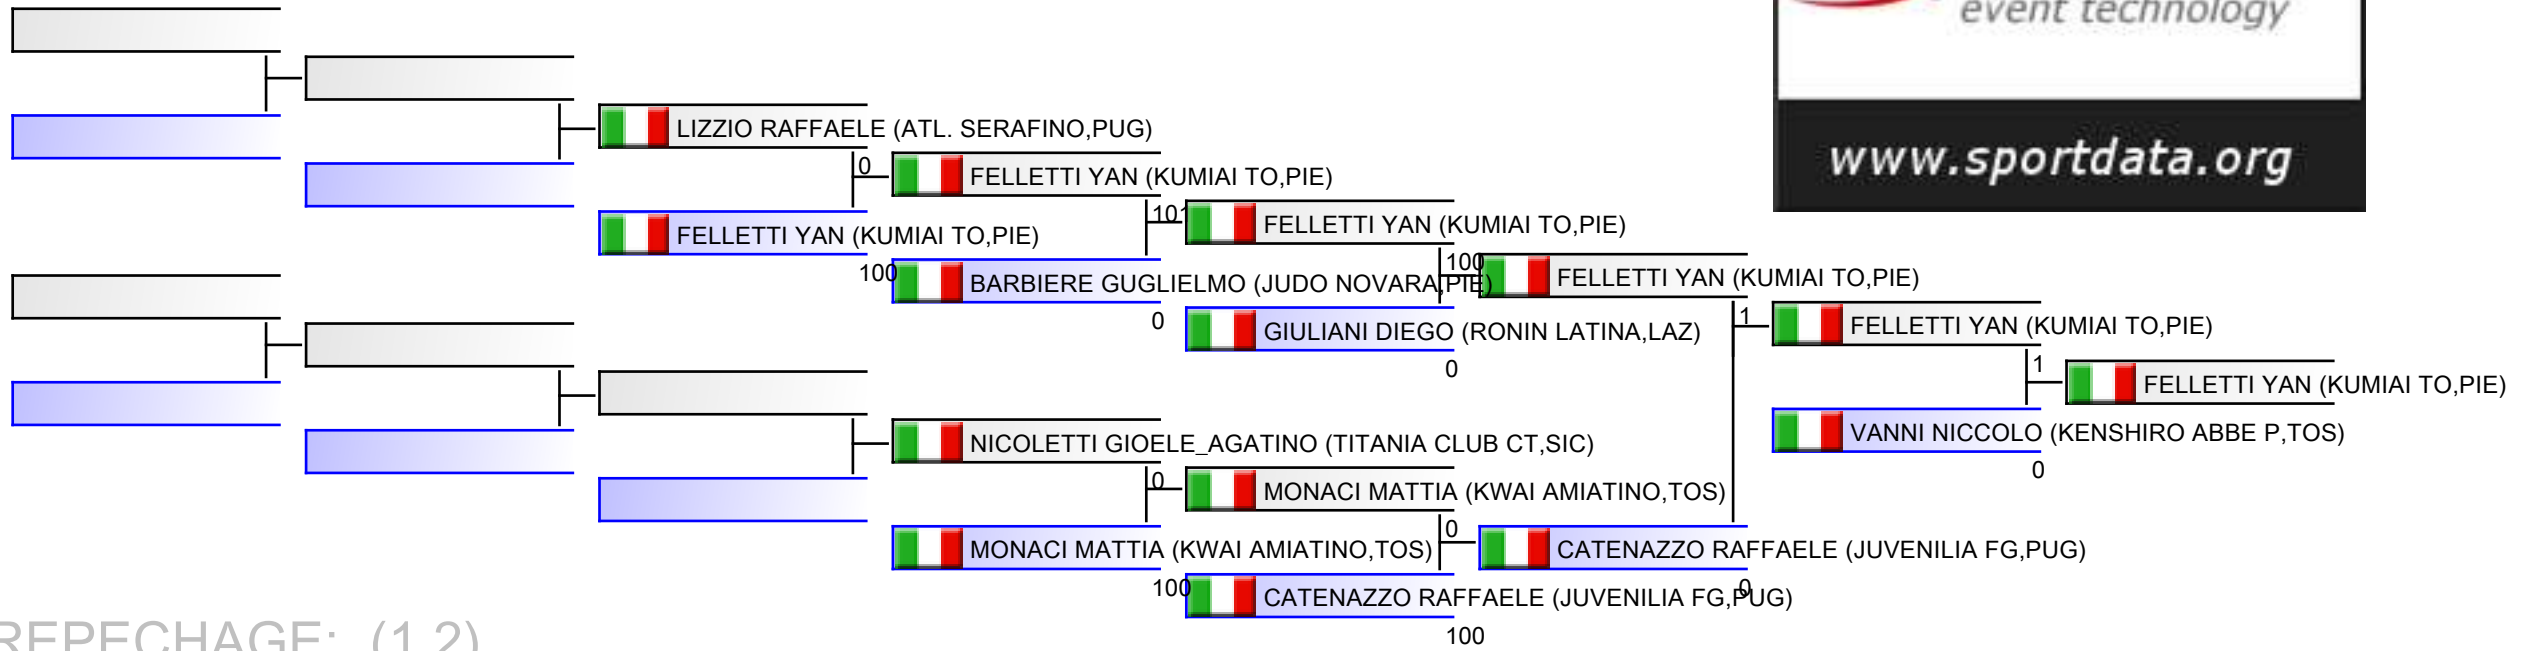 event technology
www.sportdata.org
LIZZIO RAFFAELE (ATL. SERAFINO,PUG)
0
FELLETTI YAN (KUMIAI TO,PIE)
101
FELLETTI YAN (KUMIAI TO,PIE)
FELLETTI YAN (KUMIAI TO,PIE)
100
100
BARBIERE GUGLIELMO (JUDO NOVARA,PIE)
FELLETTI YAN (KUMIAI TO,PIE)
0
1
GIULIANI DIEGO (RONIN LATINA,LAZ)
FELLETTI YAN (KUMIAI TO,PIE)
0
1
FELLETTI YAN (KUMIAI TO,PIE)
NICOLETTI GIOELE_AGATINO (TITANIA CLUB CT,SIC)
VANNI NICCOLO (KENSHIRO ABBE P,TOS)
0
0
MONACI MATTIA (KWAI AMIATINO,TOS)
0
MONACI MATTIA (KWAI AMIATINO,TOS)
CATENAZZO RAFFAELE (JUVENILIA FG,PUG)
100
0
CATENAZZO RAFFAELE (JUVENILIA FG,PUG)
100
REPECHAGE: (1,2)